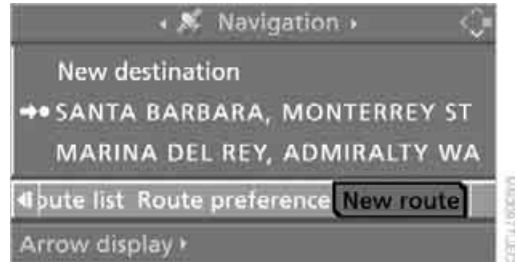 Navigation
New destination
SANTA BARBARA, MONTERREY ST
MARINA DEL REY, ADMIRALTY WA
oute list Route preference New route
Arrow display